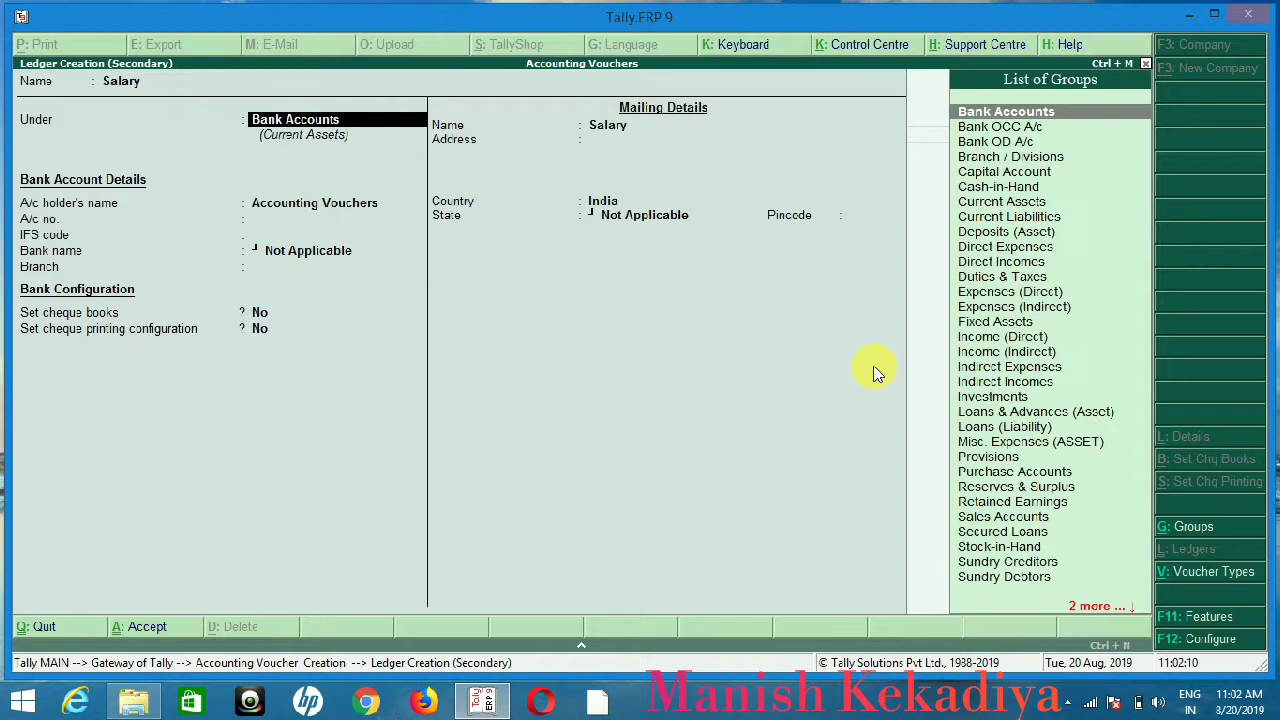 Tally.ERP 9
P: Print
E: Export
M: E-Mail
O: Upload
S: TallyShop
G: Language
K: Keyboard
K: Control Centre
H: Support Centre
H: Help
Ledger Creation (Secondary)
Accounting Vouchers
Ctrl + M
Name : Salary
Under : Bank Accounts
(Current Assets)
Bank Account Details
A/c holder's name : Accounting Vouchers
A/c no. :
IFS code :
Bank name : ┘ Not Applicable
Branch :
Bank Configuration
Set cheque books ? No
Set cheque printing configuration ? No
Mailing Details
Name : Salary
Address :
Country : India
State : ┘ Not Applicable Pincode :
List of Groups
Bank Accounts
Bank OCC A/c
Bank OD A/c
Branch / Divisions
Capital Account
Cash-in-Hand
Current Assets
Current Liabilities
Deposits (Asset)
Direct Expenses
Direct Incomes
Duties & Taxes
Expenses (Direct)
Expenses (Indirect)
Fixed Assets
Income (Direct)
Income (Indirect)
Indirect Expenses
Indirect Incomes
Investments
Loans & Advances (Asset)
Loans (Liability)
Misc. Expenses (ASSET)
Provisions
Purchase Accounts
Reserves & Surplus
Retained Earnings
Sales Accounts
Secured Loans
Stock-in-Hand
Sundry Creditors
Sundry Debtors
2 more ... ↓
F3: Company
F3: New Company
L: Details
B: Set Chq Books
S: Set Chq Printing
G: Groups
L: Ledgers
V: Voucher Types
F11: Features
F12: Configure
Q: Quit
A: Accept
D: Delete
Ctrl + N
Tally MAIN --> Gateway of Tally --> Accounting Voucher Creation --> Ledger Creation (Secondary)
© Tally Solutions Pvt Ltd., 1988-2019
Tue, 20 Aug, 2019
11:02:10
Manish Kekadiya
ENG
IN
11:02 AM
8/20/2019